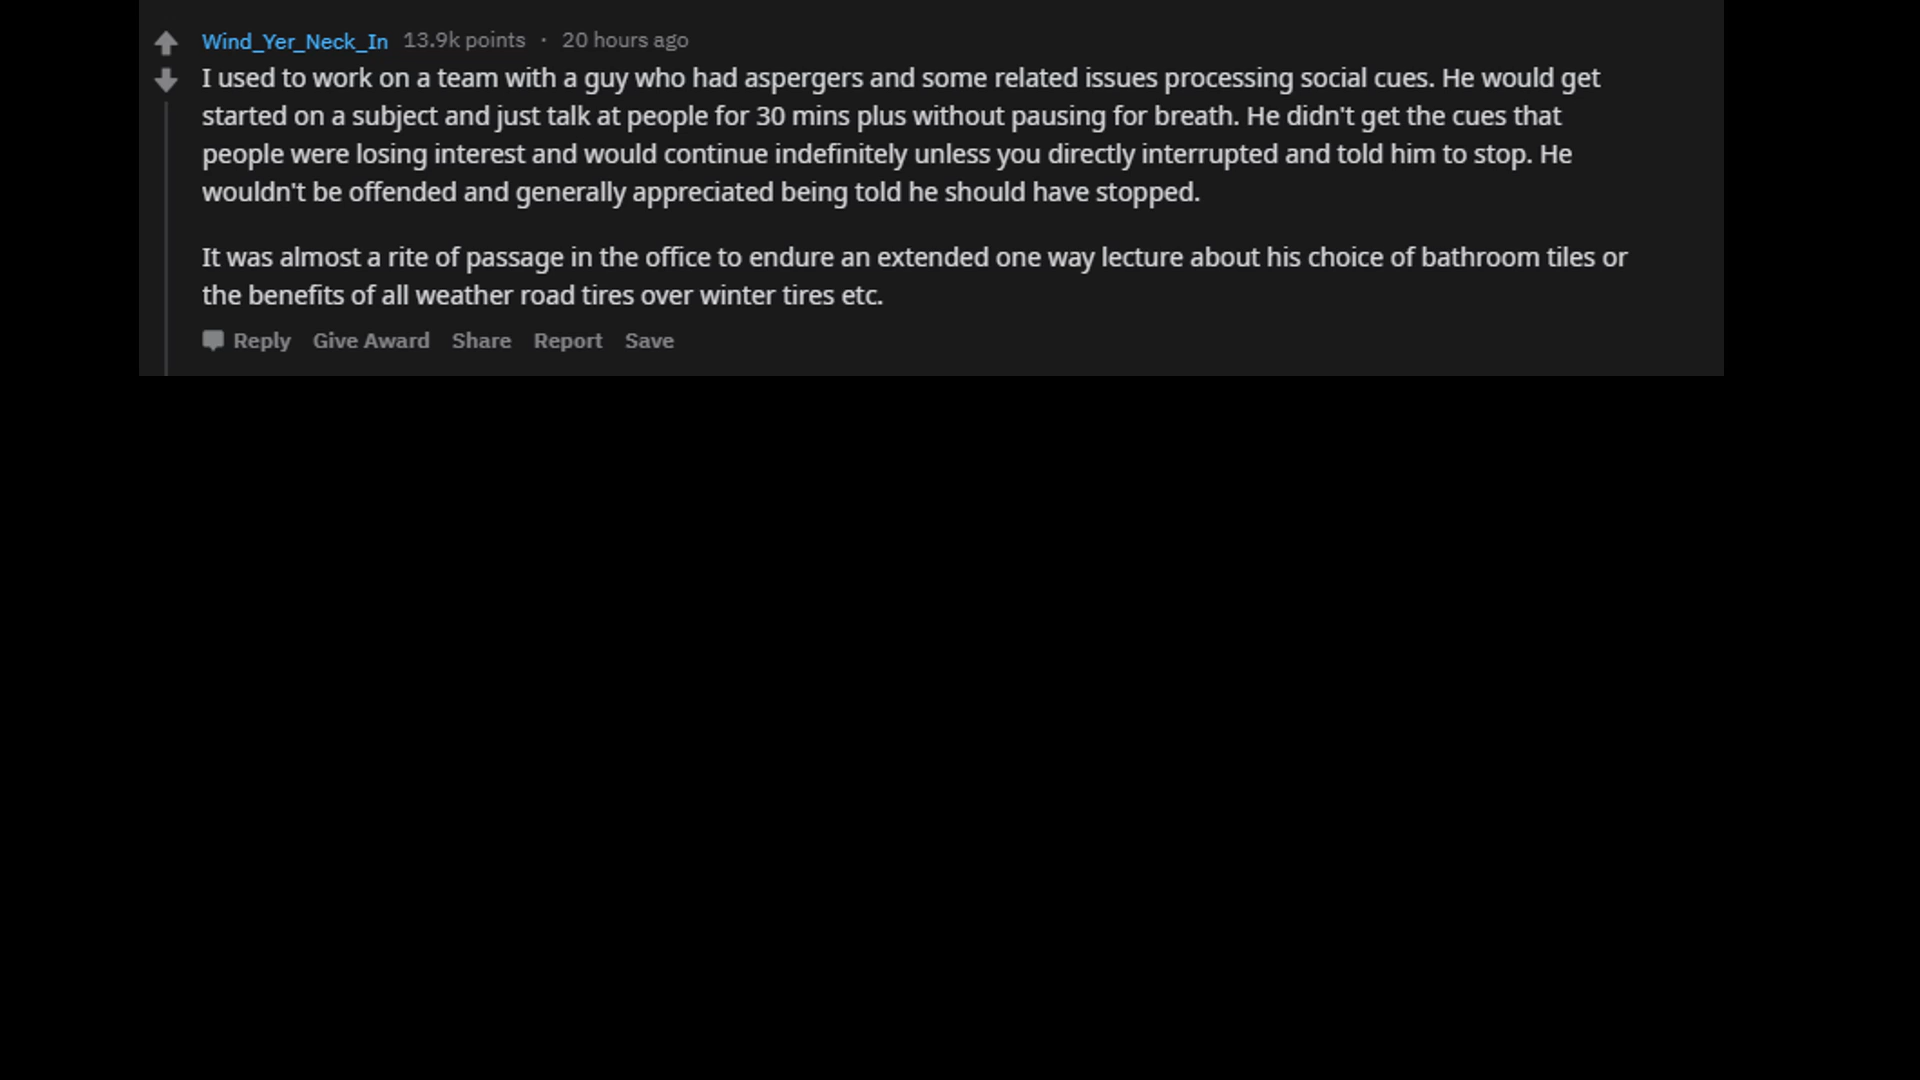 Wind_Yer_Neck_In 13.9k points · 20 hours ago
I used to work on a team with a guy who had aspergers and some related issues processing social cues. He would get
started on a subject and just talk at people for 30 mins plus without pausing for breath. He didn't get the cues that
people were losing interest and would continue indefinitely unless you directly interrupted and told him to stop. He
wouldn't be offended and generally appreciated being told he should have stopped.
It was almost a rite of passage in the office to endure an extended one way lecture about his choice of bathroom tiles or
the benefits of all weather road tires over winter tires etc.
Reply Give Award Share Report Save